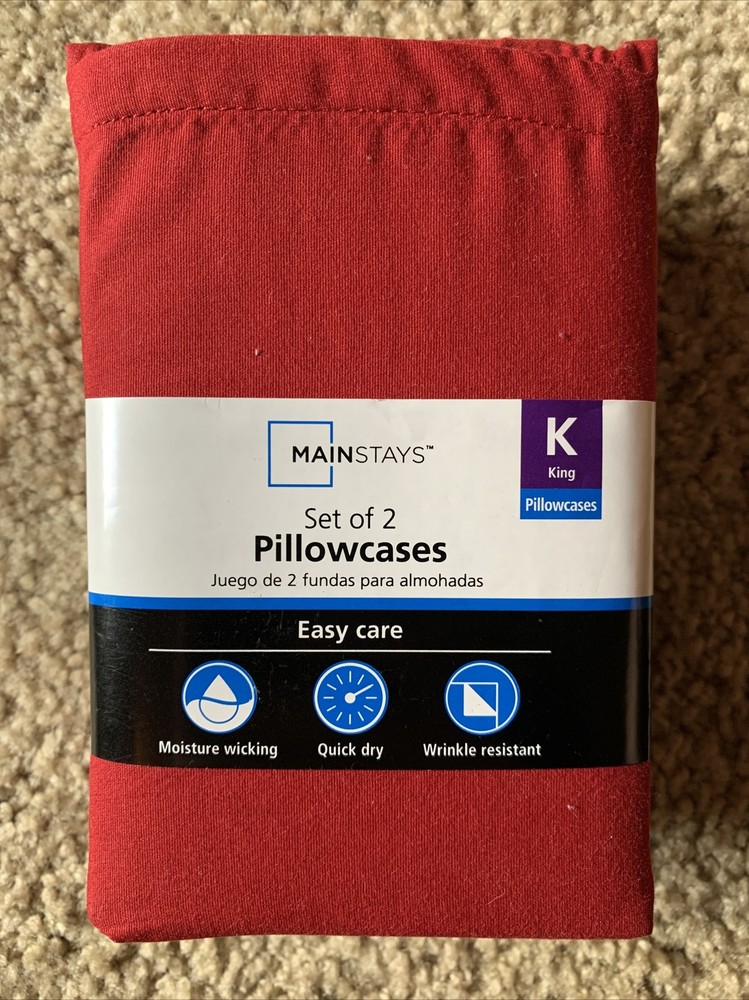 MAINSTAYS™
K
King
Pillowcases
Set of 2
Pillowcases
Juego de 2 fundas para almohadas
Easy care
Moisture wicking
Quick dry
Wrinkle resistant